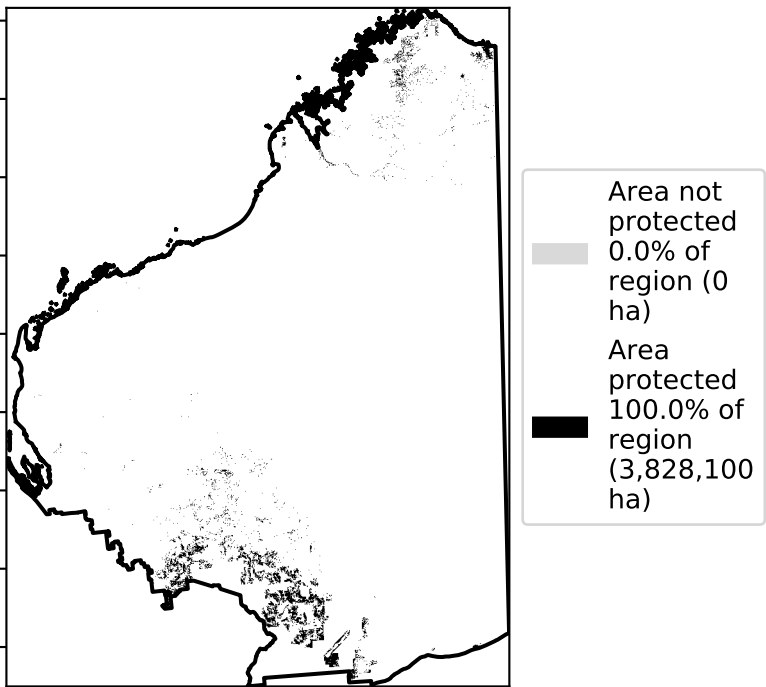 Area not
protected
0.0% of
region (0
ha)
Area
protected
100.0% of
region
(3,828,100
ha)